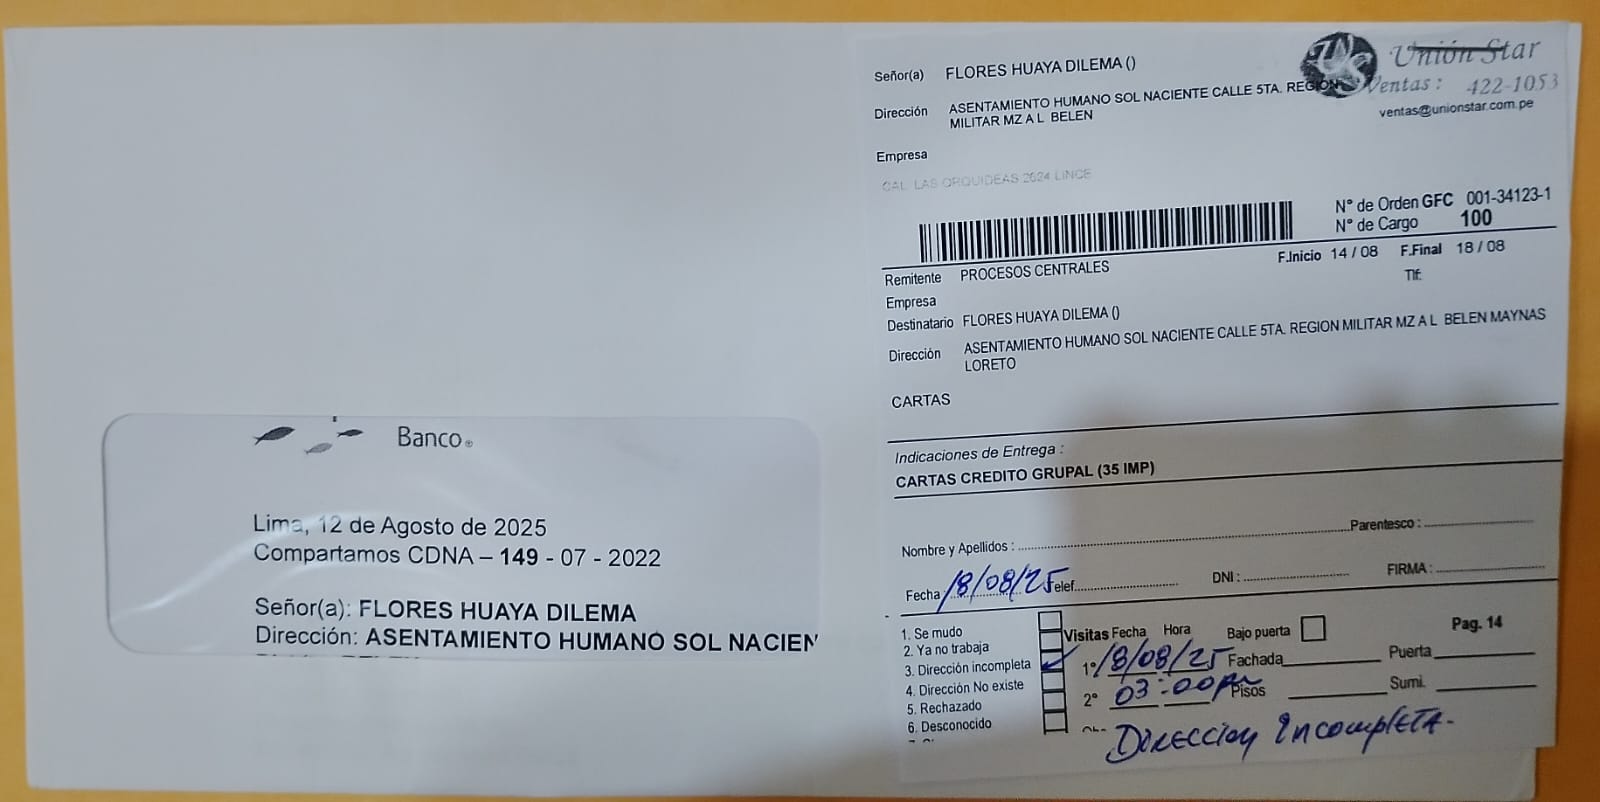 Banco
Lima, 12 de Agosto de 2025
Compartamos CDNA – 149 - 07 - 2022
Señor(a): FLORES HUAYA DILEMA
Dirección: ASENTAMIENTO HUMANO SOL NACIEN
Unión Star
Ventas: 422-1053
ventas@unionstar.com.pe
Señor(a) FLORES HUAYA DILEMA ()
Dirección ASENTAMIENTO HUMANO SOL NACIENTE CALLE 5TA. REGION
MILITAR MZ A L BELEN
Empresa
CAL. LAS ORQUIDEAS 2624 LINCE
N° de Orden GFC 001-34123-1
N° de Cargo 100
F.Inicio 14 / 08 F.Final 18 / 08
Remitente PROCESOS CENTRALES
Tlf:
Empresa
Destinatario FLORES HUAYA DILEMA ()
Dirección ASENTAMIENTO HUMANO SOL NACIENTE CALLE 5TA. REGION MILITAR MZ A L BELEN MAYNAS
LORETO
CARTAS
Indicaciones de Entrega :
CARTAS CREDITO GRUPAL (35 IMP)
Nombre y Apellidos : Parentesco :
Fecha 18/08/25 elef. DNI : FIRMA :
1. Se mudo
2. Ya no trabaja
3. Dirección incompleta
4. Dirección No existe
5. Rechazado
6. Desconocido
Visitas Fecha Hora Bajo puerta Pag. 14
1° 18/08/25 Fachada Puerta
2° 03:00pm Pisos Sumi.
Dirección Incompleta.